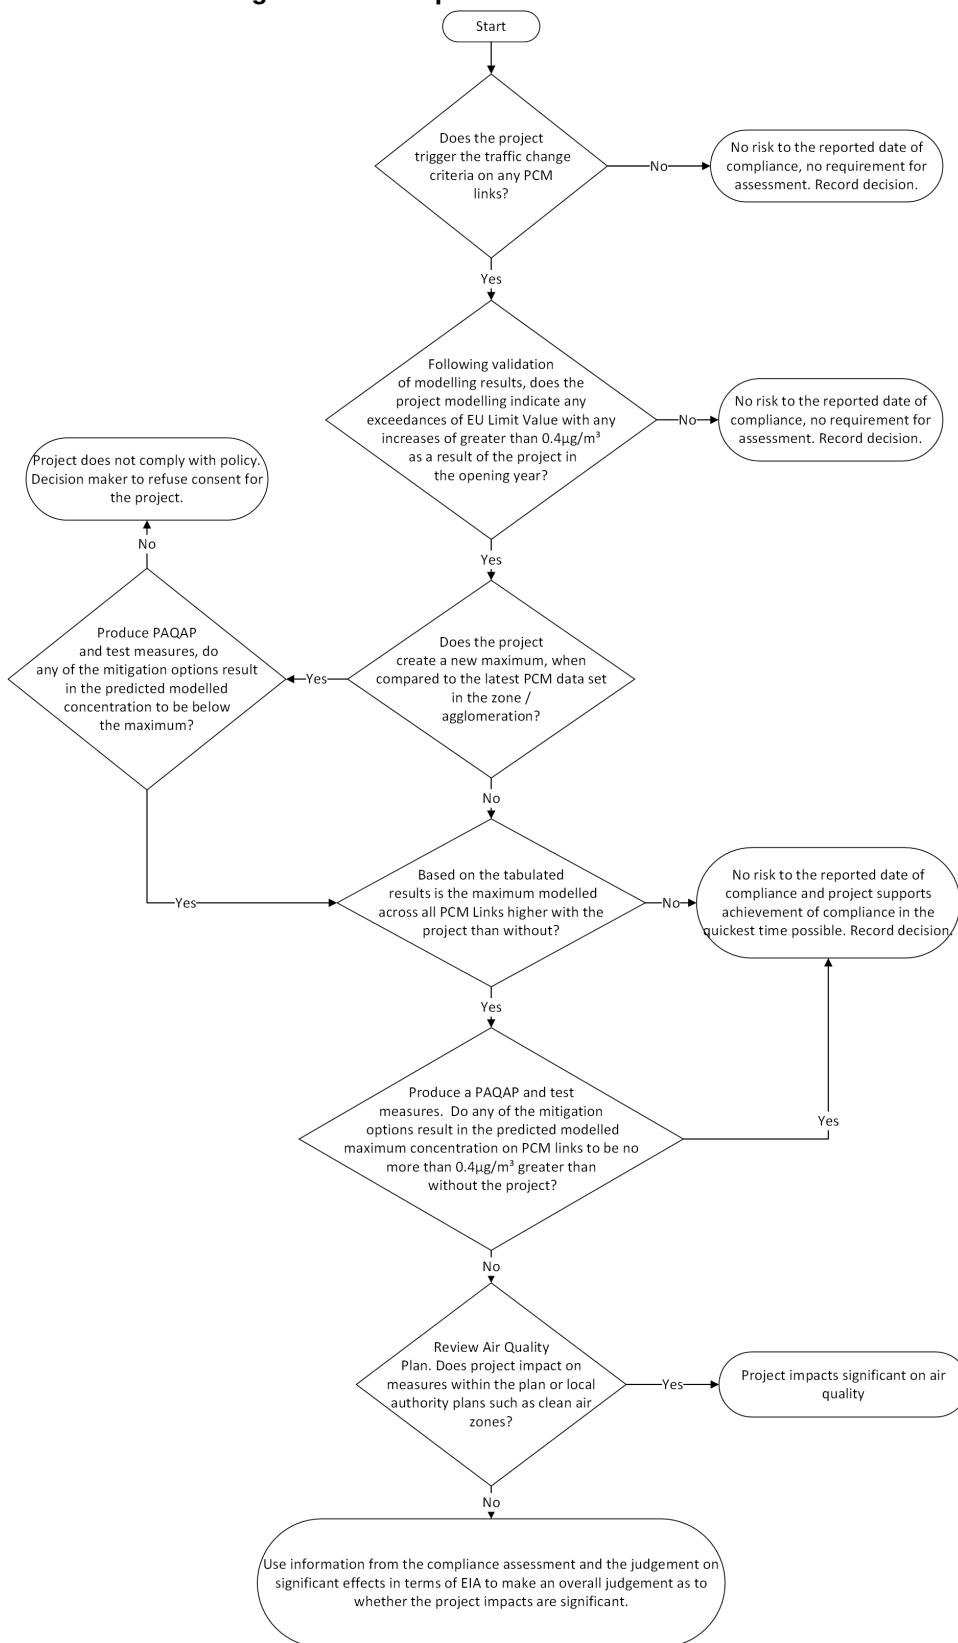 Start
Does the project
trigger the traffic change
criteria on any PCM
links?
No
No risk to the reported date of
compliance, no requirement for
assessment. Record decision.
Yes
Following validation
of modelling results, does the
project modelling indicate any
exceedances of EU Limit Value with any
increases of greater than 0.4µg/m³
as a result of the project in
the opening year?
No
No risk to the reported date of
compliance, no requirement for
assessment. Record decision.
Yes
Does the project
create a new maximum, when
compared to the latest PCM data set
in the zone /
agglomeration?
Yes
Produce PAQAP
and test measures, do
any of the mitigation options result
in the predicted modelled
concentration to be below
the maximum?
No
Project does not comply with policy.
Decision maker to refuse consent for
the project.
Yes
No
Based on the tabulated
results is the maximum modelled
across all PCM Links higher with the
project than without?
No
No risk to the reported date of
compliance and project supports
achievement of compliance in the
quickest time possible. Record decision.
Yes
Produce a PAQAP and test
measures. Do any of the mitigation
options result in the predicted modelled
maximum concentration on PCM links to be no
more than 0.4µg/m³ greater than
without the project?
Yes
No
Review Air Quality
Plan. Does project impact on
measures within the plan or local
authority plans such as clean air
zones?
Yes
Project impacts significant on air
quality
No
Use information from the compliance assessment and the judgement on
significant effects in terms of EIA to make an overall judgement as to
whether the project impacts are significant.